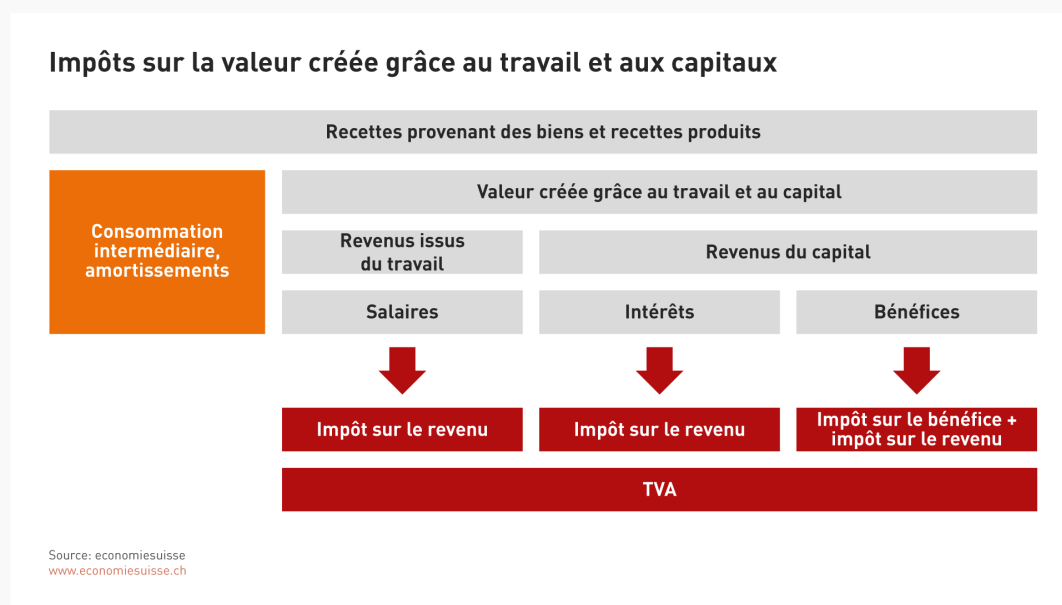 Impôts sur la valeur créée grâce au travail et aux capitaux
Recettes provenant des biens et recettes produits
Consommation
intermédiaire,
amortissements
Valeur créée grâce au travail et au capital
Revenus issus
du travail
Revenus du capital
Salaires
Intérêts
Bénéfices
Impôt sur le revenu
Impôt sur le revenu
Impôt sur le bénéfice +
impôt sur le revenu
TVA
Source: economiesuisse
www.economiesuisse.ch